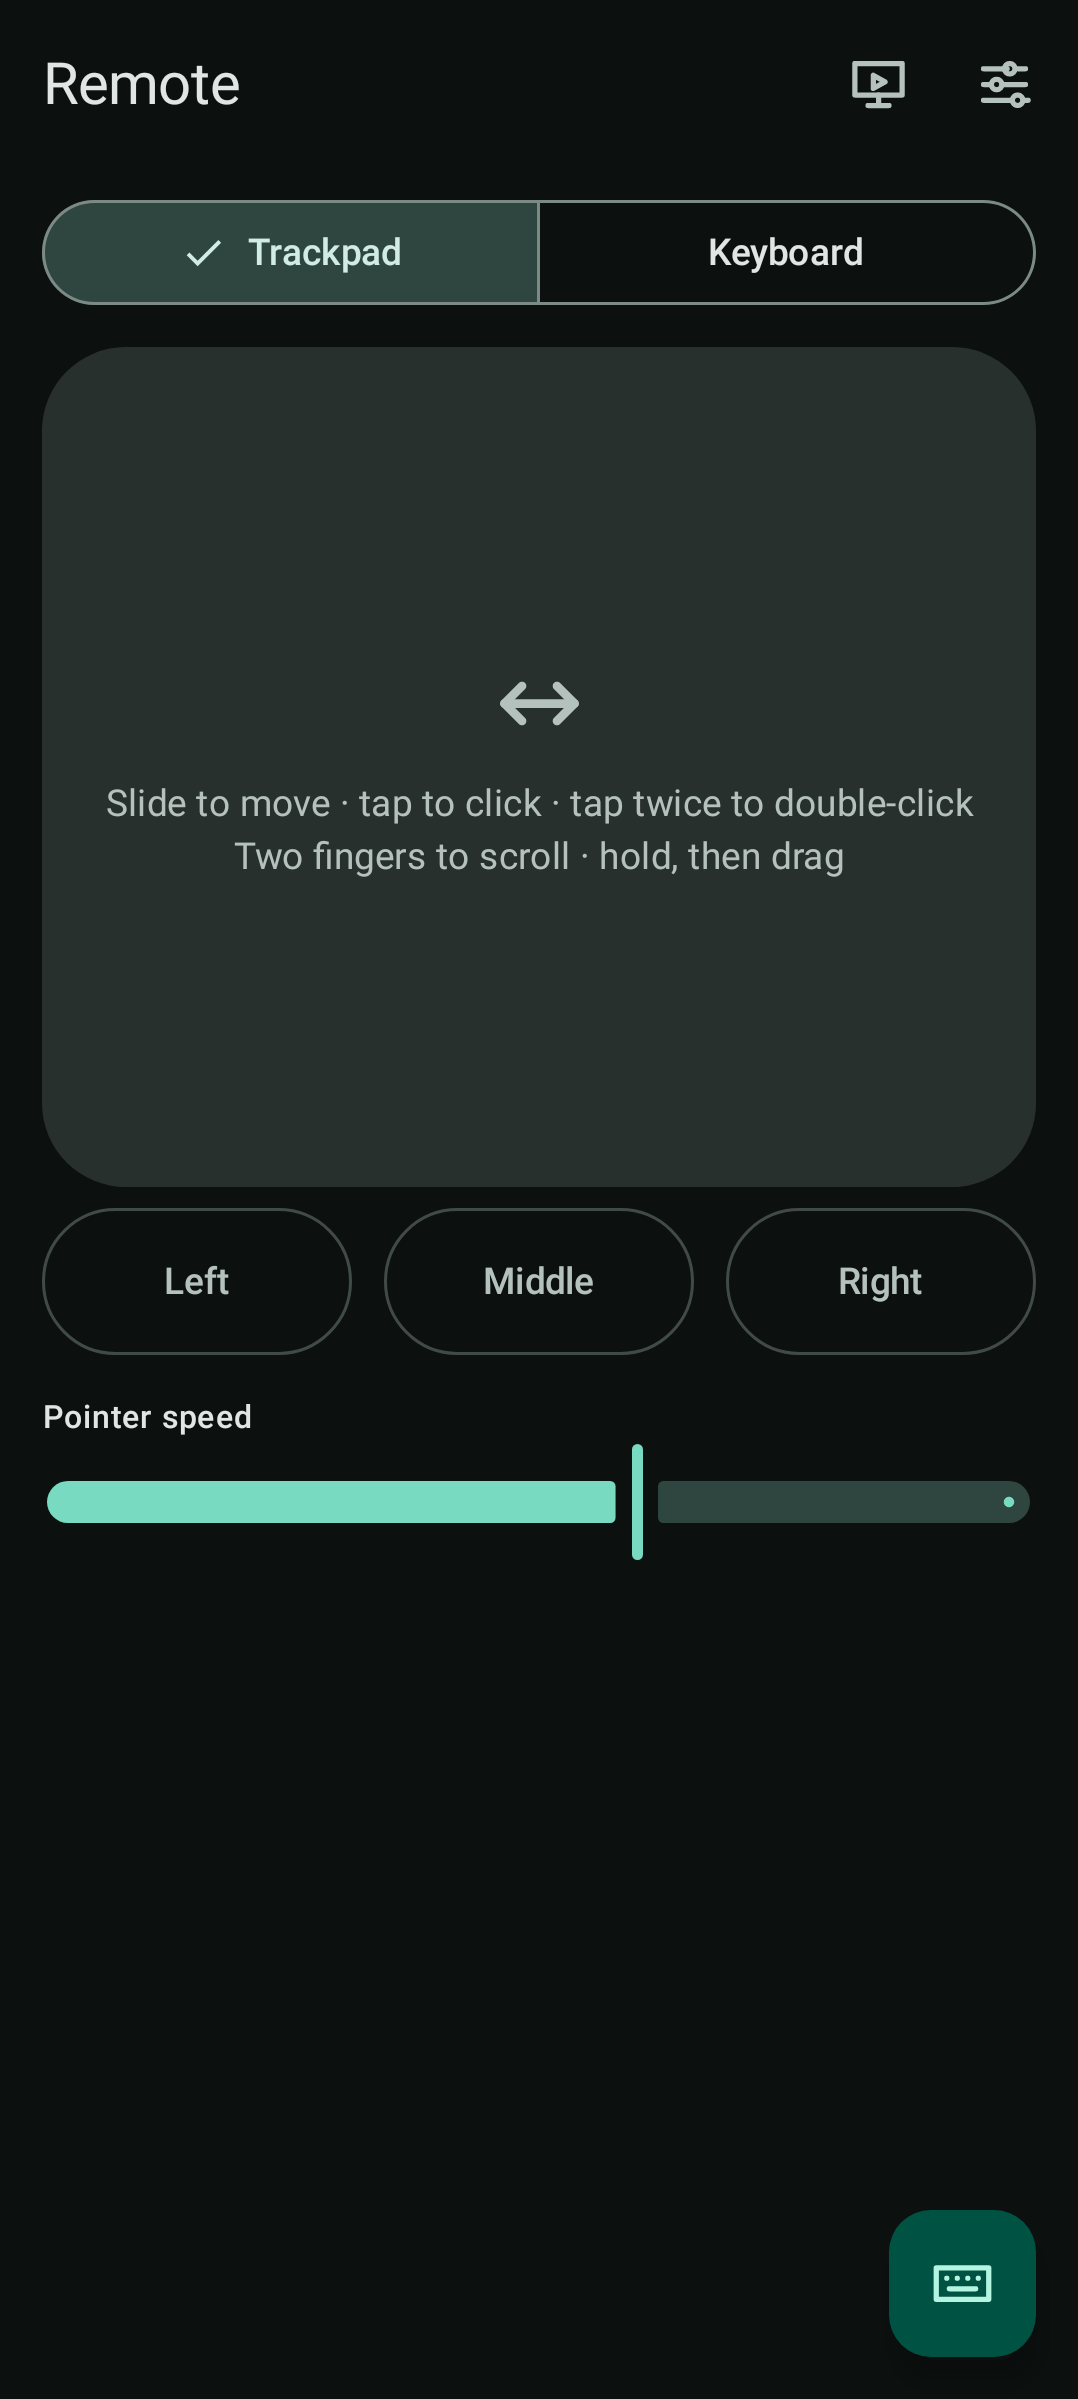 Remote
Trackpad
Keyboard
Slide to move · tap to click · tap twice to double-click
Two fingers to scroll · hold, then drag
Left
Middle
Right
Pointer speed